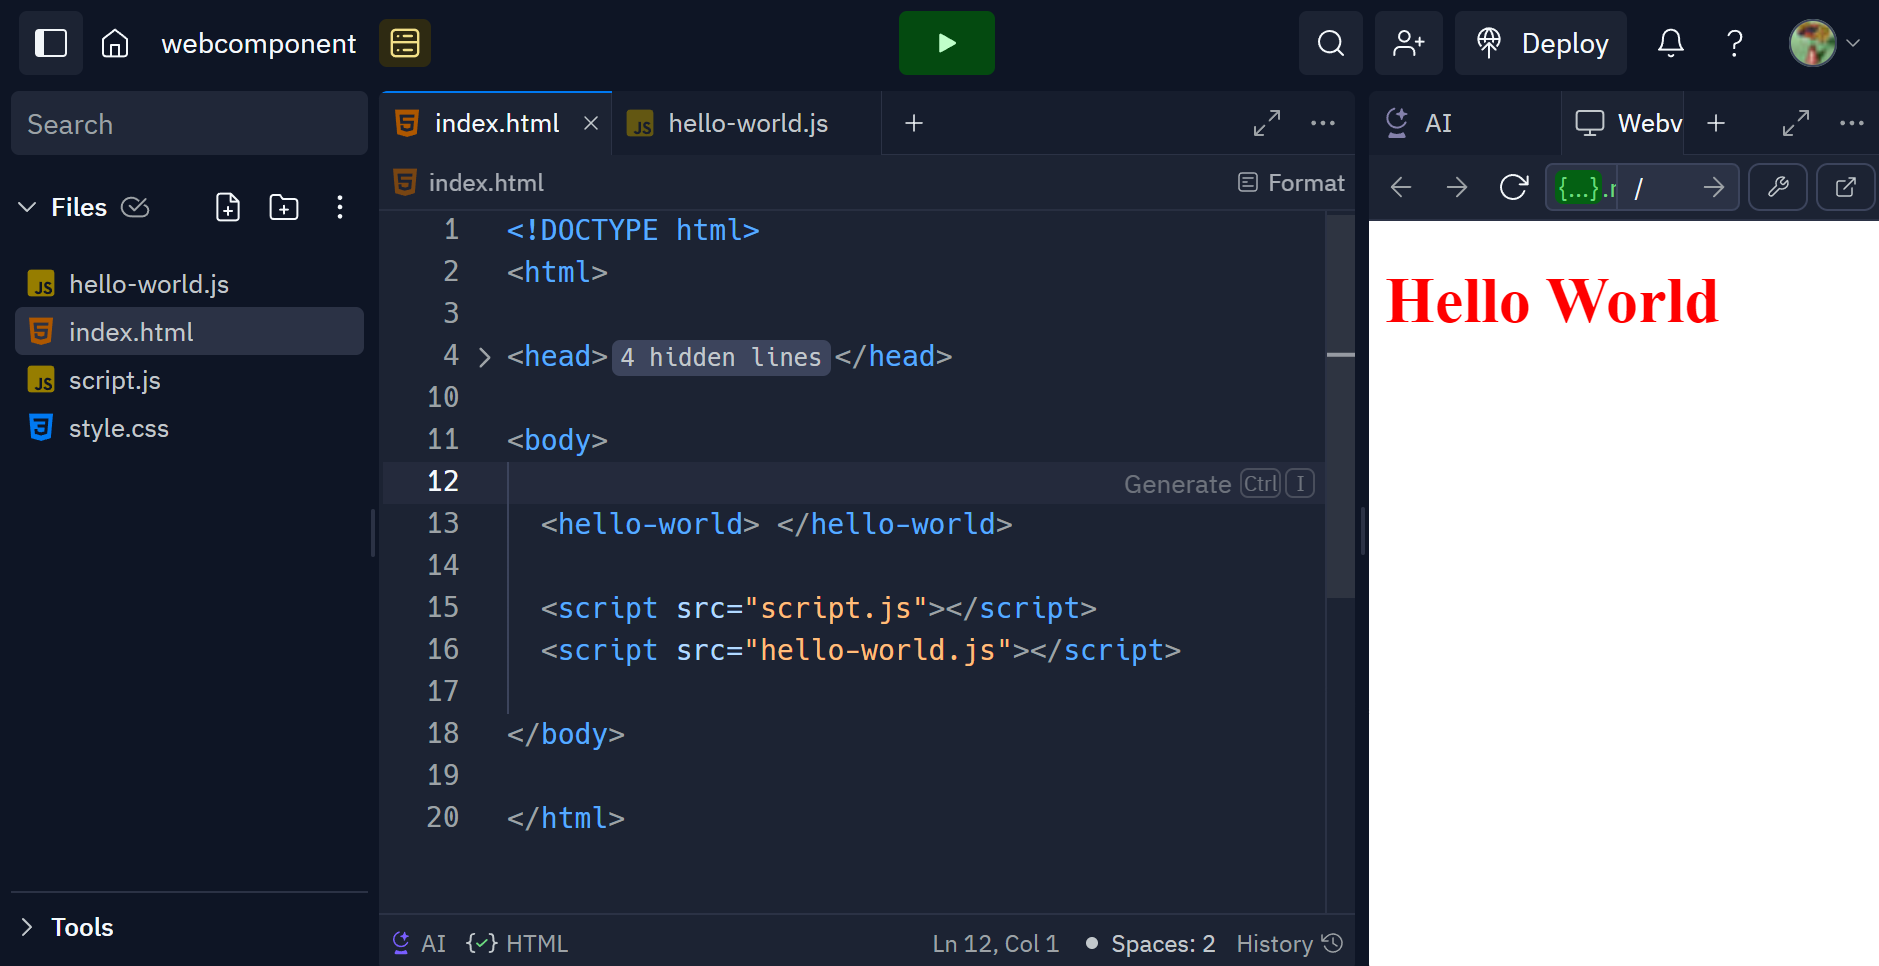 webcomponent
Deploy
?
Search
Files
hello-world.js
index.html
script.js
style.css
Tools
index.html
hello-world.js
index.html
Format
1 <!DOCTYPE html>
2 <html>
3
4 <head> 4 hidden lines </head>
10
11 <body>
12 Generate Ctrl I
13 <hello-world> </hello-world>
14
15 <script src="script.js"></script>
16 <script src="hello-world.js"></script>
17
18 </body>
19
20 </html>
AI {✓} HTML
Ln 12, Col 1 ● Spaces: 2 History
AI
Webv
{...}.r /
Hello World